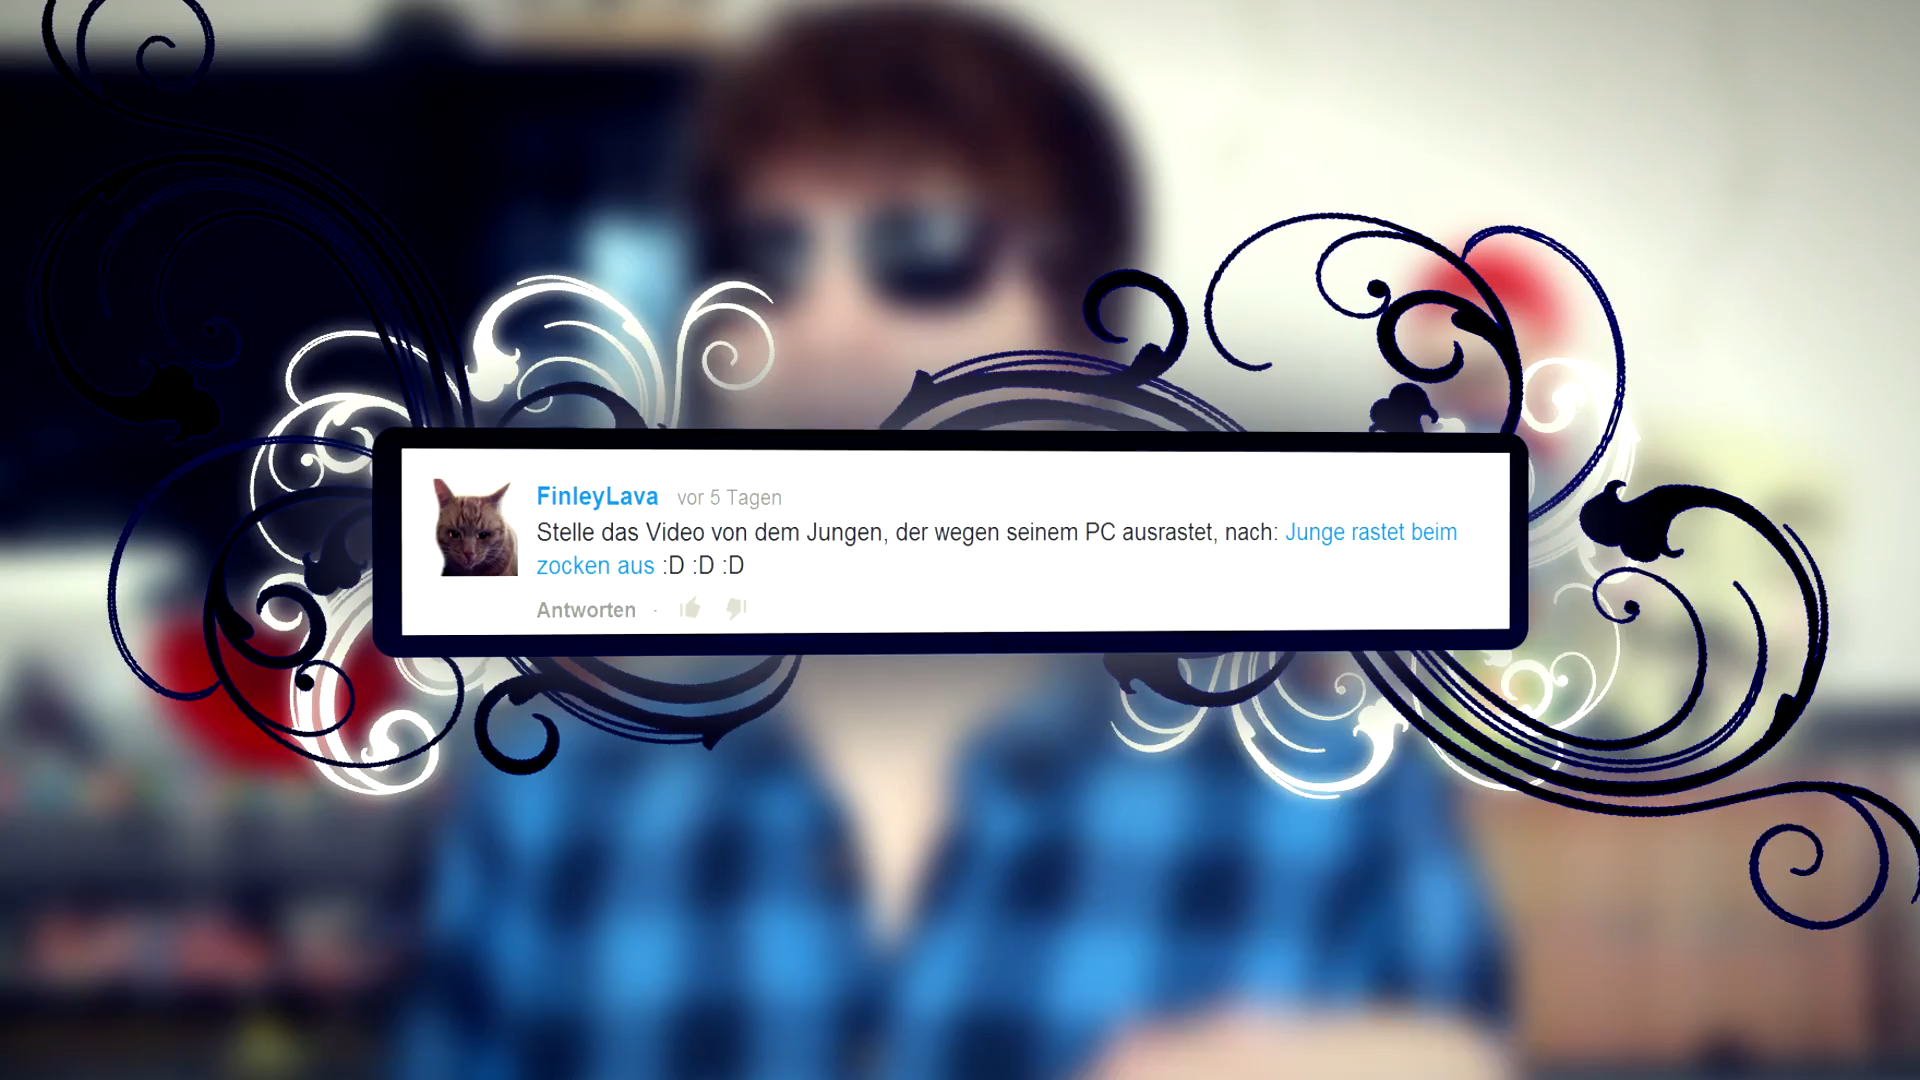 FinleyLava vor 5 Tagen
Stelle das Video von dem Jungen, der wegen seinem PC ausrastet, nach: Junge rastet beim
zocken aus :D :D :D
Antworten ·